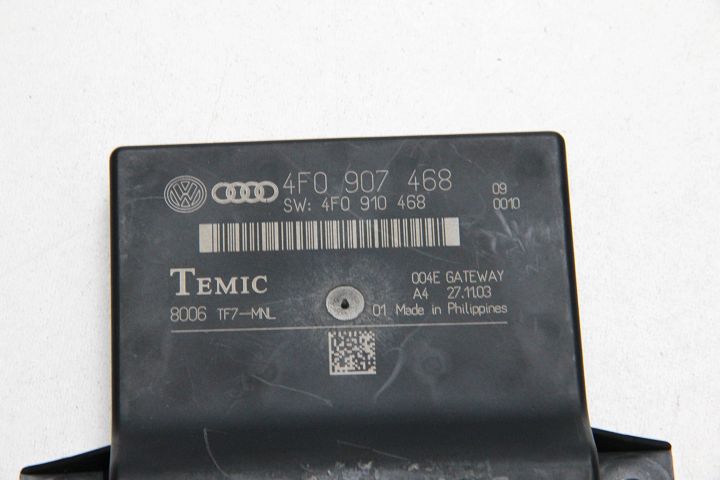 4F0 907 468
SW: 4F0 910 468
09
0010
TEMIC
004E GATEWAY
A4 27.11.03
8006 TF7-MNL
01 Made in Philippines